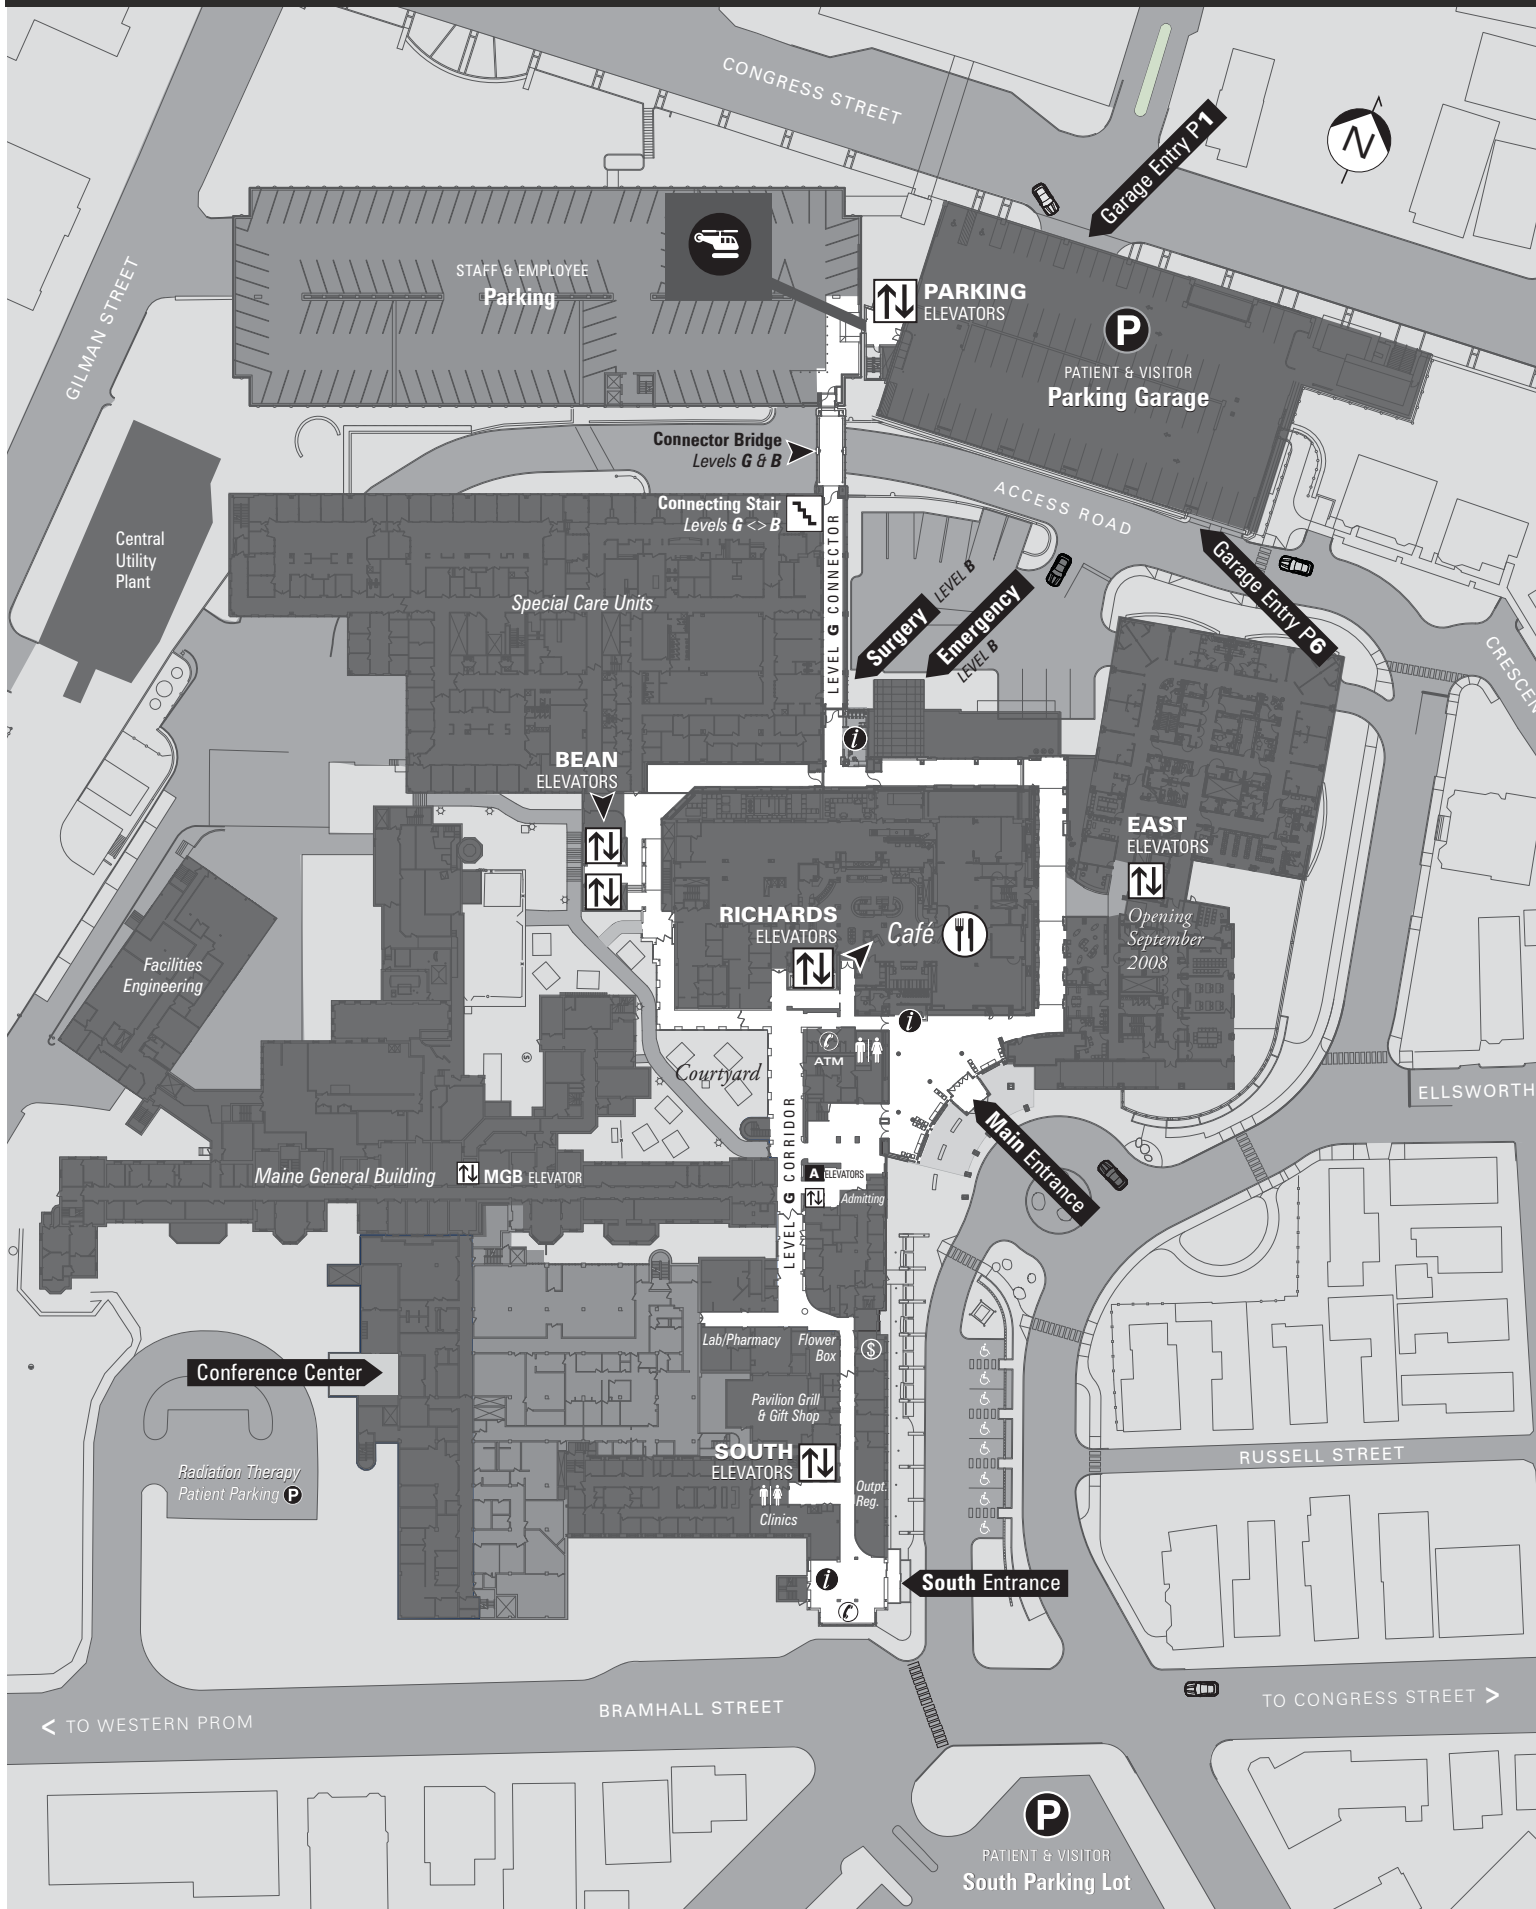 CONGRESS STREET
Garage Entry P1
N
GILMAN STREET
STAFF & EMPLOYEE
Parking
PARKING
ELEVATORS
P
PATIENT & VISITOR
Parking Garage
Connector Bridge
Levels G & B
ACCESS ROAD
Connecting Stair
Levels G <> B
Central
Utility
Plant
LEVEL G CONNECTOR
Special Care Units
Surgery
LEVEL B
Emergency
LEVEL B
Garage Entry P6
CRESCEN
i
BEAN
ELEVATORS
EAST
ELEVATORS
Opening
September
2008
RICHARDS
ELEVATORS
Café
Facilities
Engineering
i
ATM
Courtyard
ELLSWORTH
Main Entrance
LEVEL G CORRIDOR
Maine General Building
MGB ELEVATOR
A ELEVATORS
Admitting
Lab/Pharmacy
Flower
Box
$
Conference Center
Pavilion Grill
& Gift Shop
SOUTH
ELEVATORS
RUSSELL STREET
Radiation Therapy
Patient Parking P
Outpt.
Reg.
Clinics
i
South Entrance
BRAMHALL STREET
< TO WESTERN PROM
TO CONGRESS STREET >
P
PATIENT & VISITOR
South Parking Lot